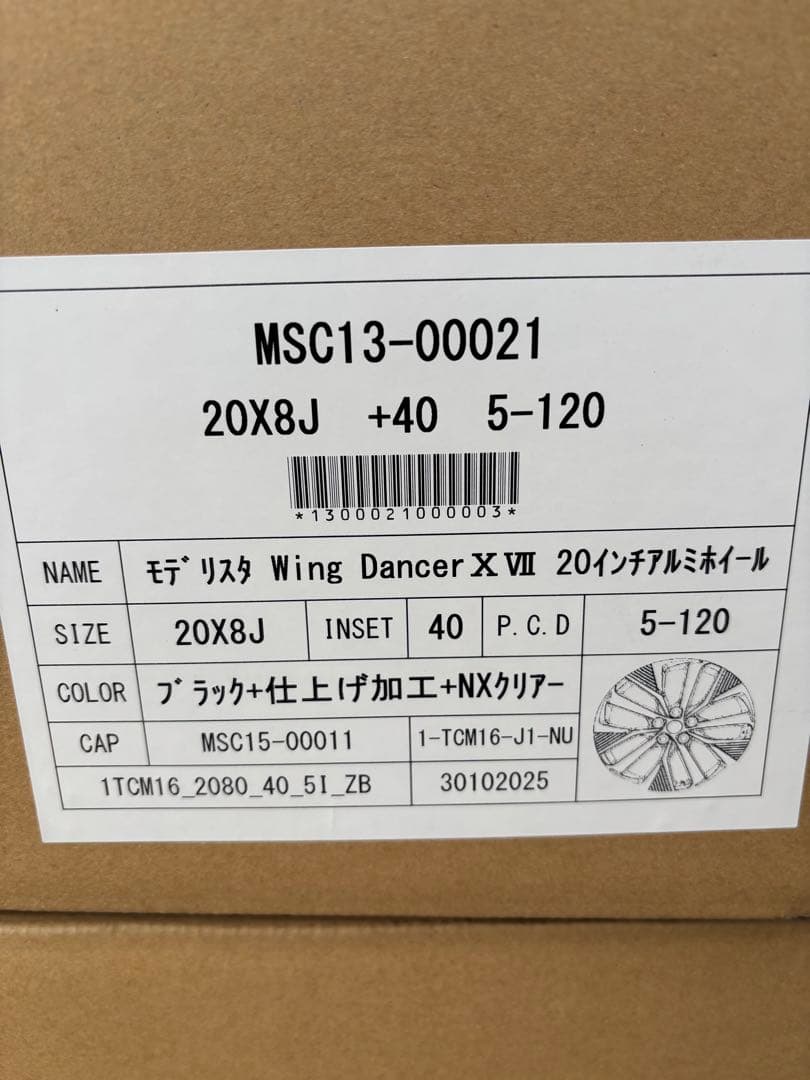 MSC13-00021
20X8J +40 5-120
*1300021000003*
NAME ﾓﾃﾞﾘｽﾀ Wing DancerⅩⅦ 20ｲﾝﾁｱﾙﾐﾎｲｰﾙ
SIZE 20X8J INSET 40 P.C.D 5-120
COLOR ﾌﾞﾗｯｸ+仕上げ加工+NXｸﾘｱｰ
CAP MSC15-00011 1-TCM16-J1-NU
1TCM16_2080_40_5I_ZB 30102025